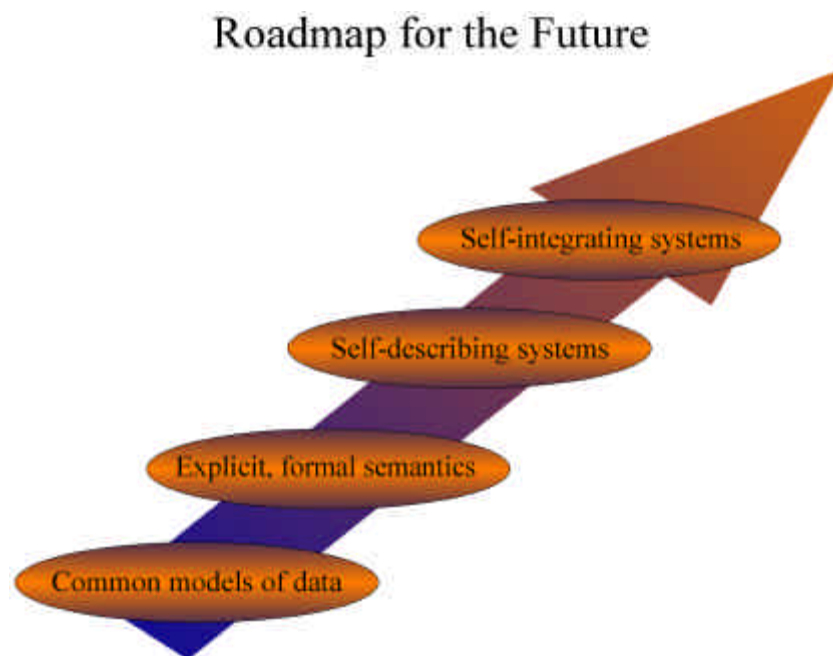 Roadmap for the Future
Self-integrating systems
Self-describing systems
Explicit, formal semantics
Common models of data